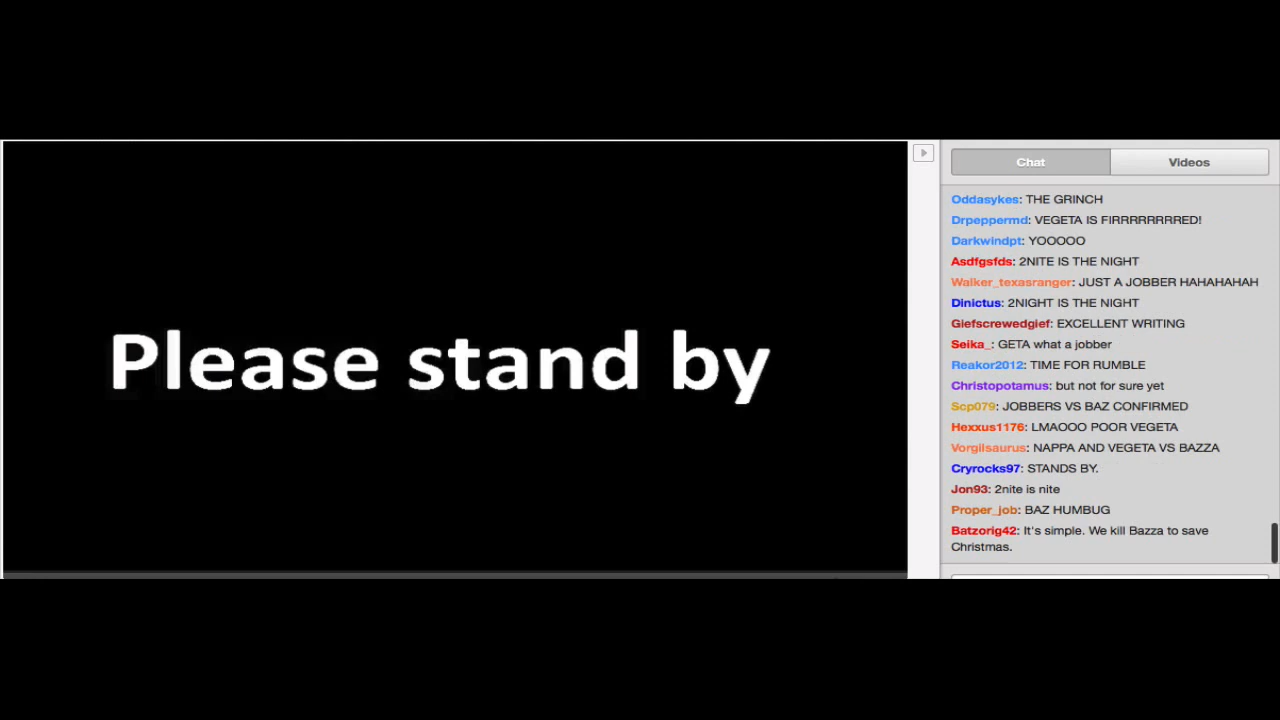 Please stand by
Chat
Videos
Oddasykes: THE GRINCH
Drpeppermd: VEGETA IS FIRRRRRRRRED!
Darkwindpt: YOOOOO
Asdfgsfds: 2NITE IS THE NIGHT
Walker_texasranger: JUST A JOBBER HAHAHAHAH
Dinictus: 2NIGHT IS THE NIGHT
Giefscrewedgief: EXCELLENT WRITING
Seika_: GETA what a jobber
Reakor2012: TIME FOR RUMBLE
Christopotamus: but not for sure yet
Scp079: JOBBERS VS BAZ CONFIRMED
Hexxus1176: LMAOOO POOR VEGETA
Vorgilsaurus: NAPPA AND VEGETA VS BAZZA
Cryrocks97: STANDS BY.
Jon93: 2nite is nite
Proper_job: BAZ HUMBUG
Batzorig42: It's simple. We kill Bazza to save
Christmas.